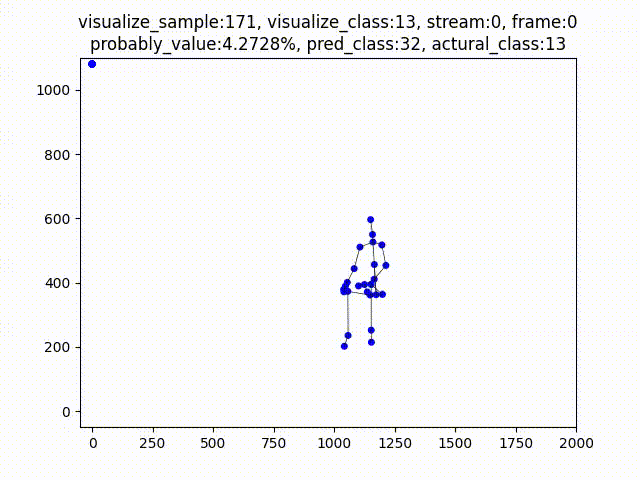 visualize_sample:171, visualize_class:13, stream:0, frame:0
probably_value:4.2728%, pred_class:32, actural_class:13
1000
800
600
400
200
0
0 250 500 750 1000 1250 1500 1750 2000